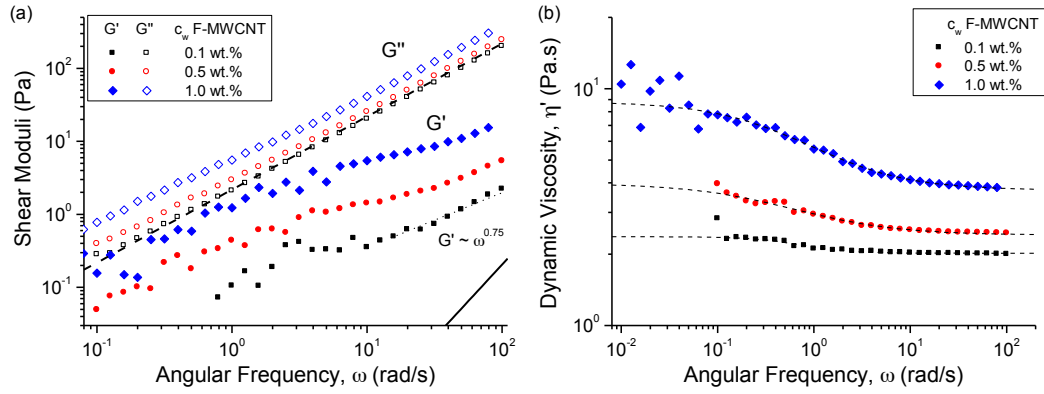 (a)
G' G'' c_w F-MWCNT
0.1 wt.%
0.5 wt.%
1.0 wt.%
G''
G'
G' ~ ω^0.75
Shear Moduli (Pa)
10^2
10^1
10^0
10^-1
10^-1 10^0 10^1 10^2
Angular Frequency, ω (rad/s)
(b)
c_w F-MWCNT
0.1 wt.%
0.5 wt.%
1.0 wt.%
Dynamic Viscosity, η' (Pa.s)
10^1
10^0
10^-2 10^-1 10^0 10^1 10^2
Angular Frequency, ω (rad/s)